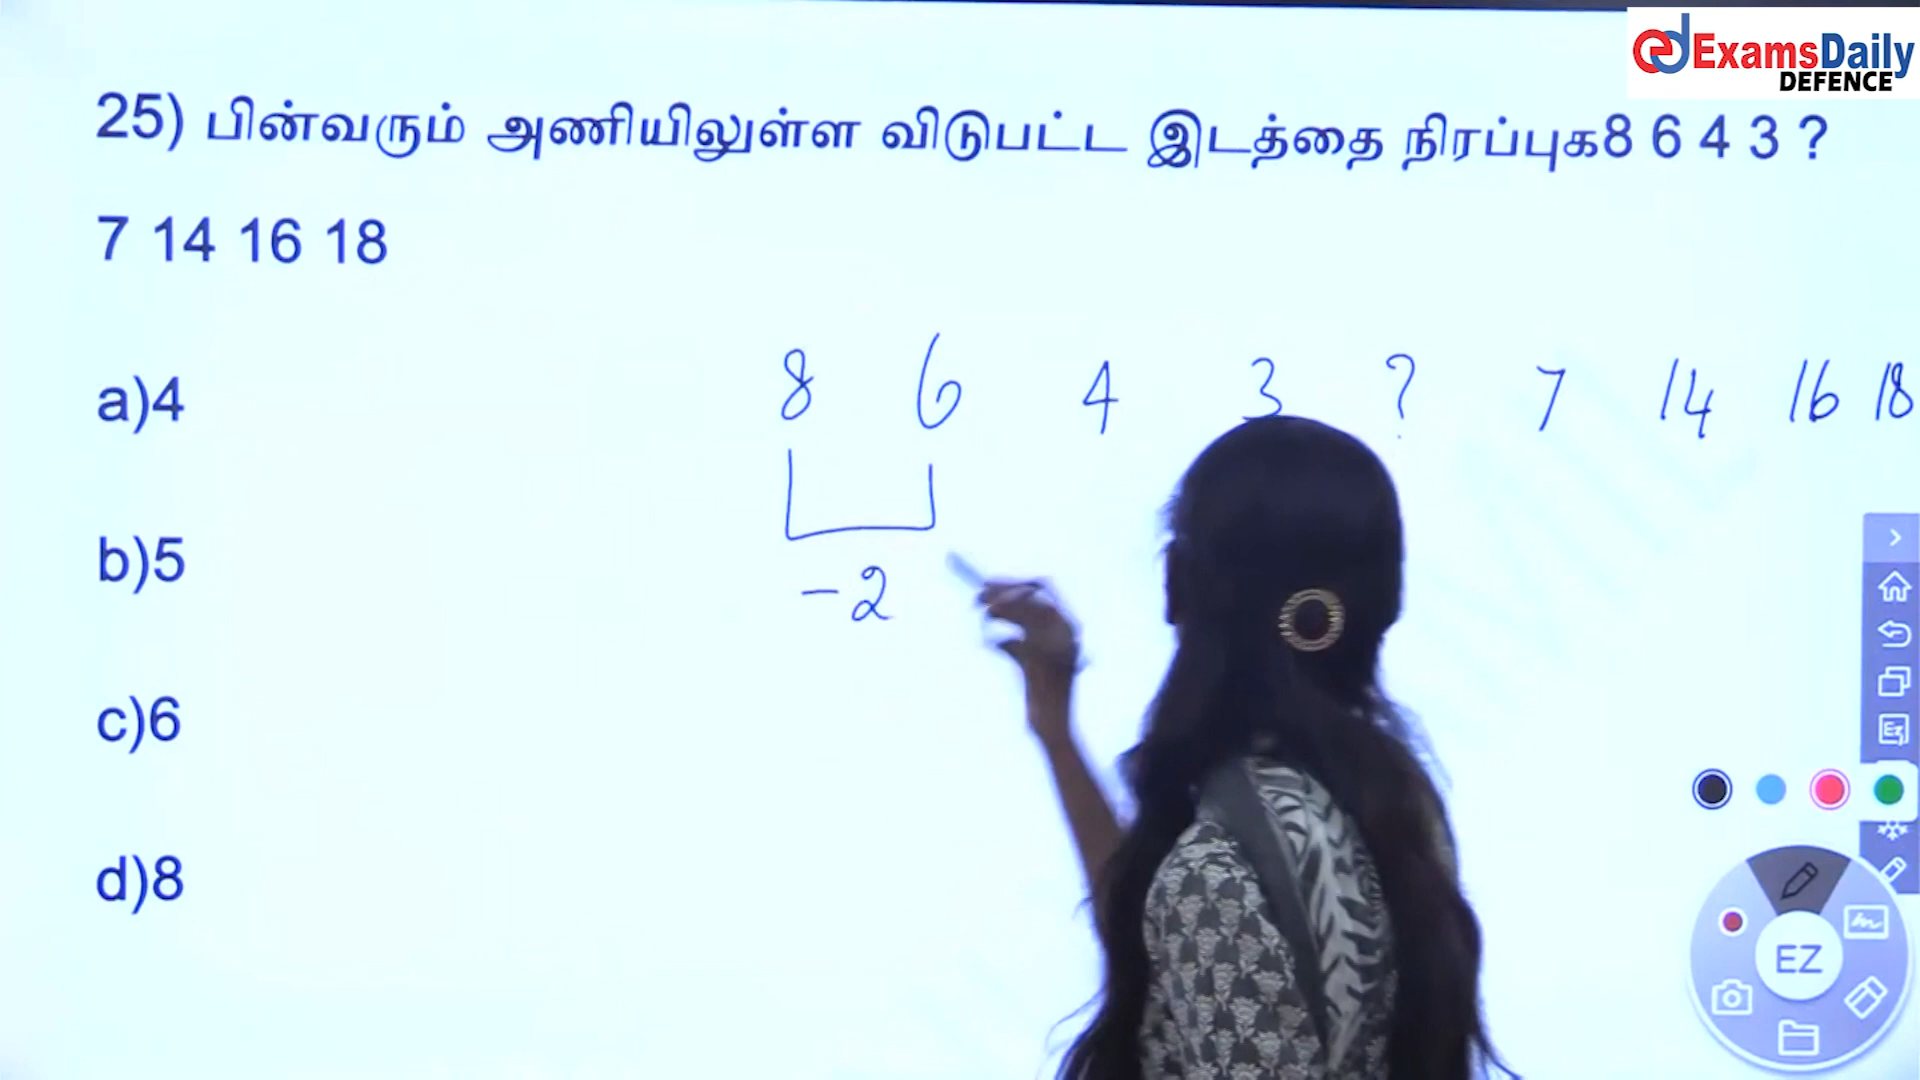 ExamsDaily
DEFENCE
25) பின்வரும் அணியிலுள்ள விடுபட்ட இடத்தை நிரப்புக8 6 4 3 ?
7 14 16 18
8 6 4 3 ? 7 14 16 18
-2
a)4
b)5
c)6
d)8
EZ